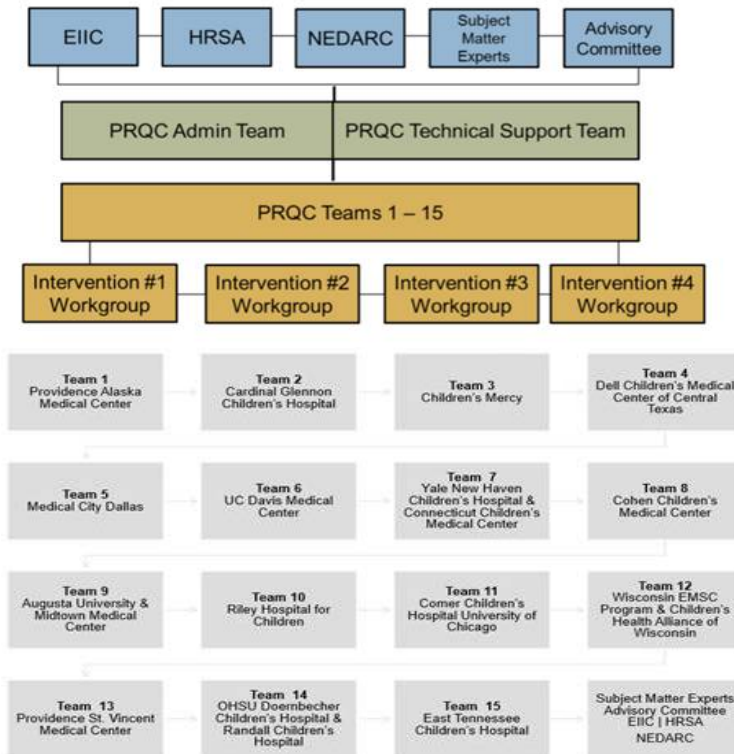 EIIC
HRSA
NEDARC
Subject
Matter
Experts
Advisory
Committee
PRQC Admin Team
PRQC Technical Support Team
PRQC Teams 1 – 15
Intervention #1
Workgroup
Intervention #2
Workgroup
Intervention #3
Workgroup
Intervention #4
Workgroup
Team 1
Providence Alaska
Medical Center
Team 2
Cardinal Glennon
Children's Hospital
Team 3
Children's Mercy
Team 4
Dell Children's Medical
Center of Central
Texas
Team 5
Medical City Dallas
Team 6
UC Davis Medical
Center
Team 7
Yale New Haven
Children's Hospital &
Connecticut Children's
Medical Center
Team 8
Cohen Children's
Medical Center
Team 9
Augusta University &
Midtown Medical
Center
Team 10
Riley Hospital for
Children
Team 11
Comer Children's
Hospital University of
Chicago
Team 12
Wisconsin EMSC
Program & Children's
Health Alliance of
Wisconsin
Team 13
Providence St. Vincent
Medical Center
Team 14
OHSU Doernbecher
Children's Hospital &
Randall Children's
Hospital
Team 15
East Tennessee
Children's Hospital
Subject Matter Experts
Advisory Committee
EIIC | HRSA
NEDARC